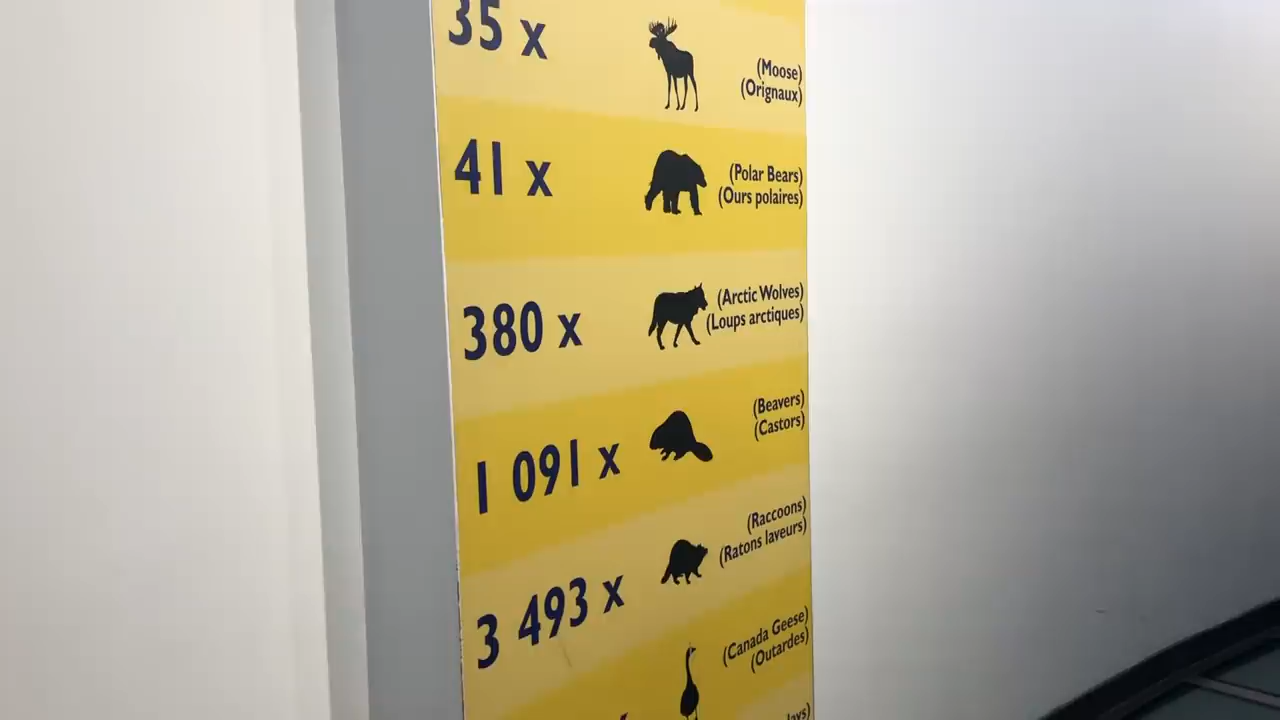 35 x
(Moose)
(Orignaux)
41 x
(Polar Bears)
(Ours polaires)
380 x
(Arctic Wolves)
(Loups arctiques)
1 091 x
(Beavers)
(Castors)
3 493 x
(Raccoons)
(Ratons laveurs)
(Canada Geese)
(Outardes)